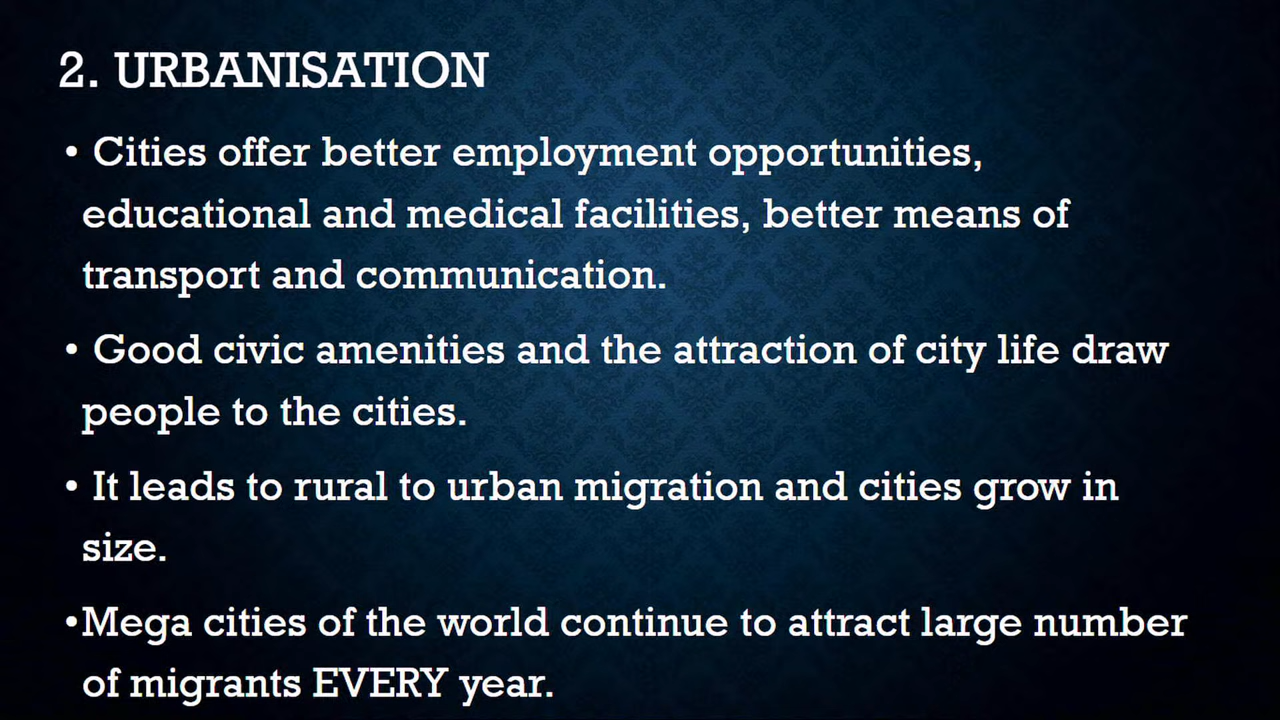 2. URBANISATION
• Cities offer better employment opportunities,
educational and medical facilities, better means of
transport and communication.
• Good civic amenities and the attraction of city life draw
people to the cities.
• It leads to rural to urban migration and cities grow in
size.
•Mega cities of the world continue to attract large number
of migrants EVERY year.